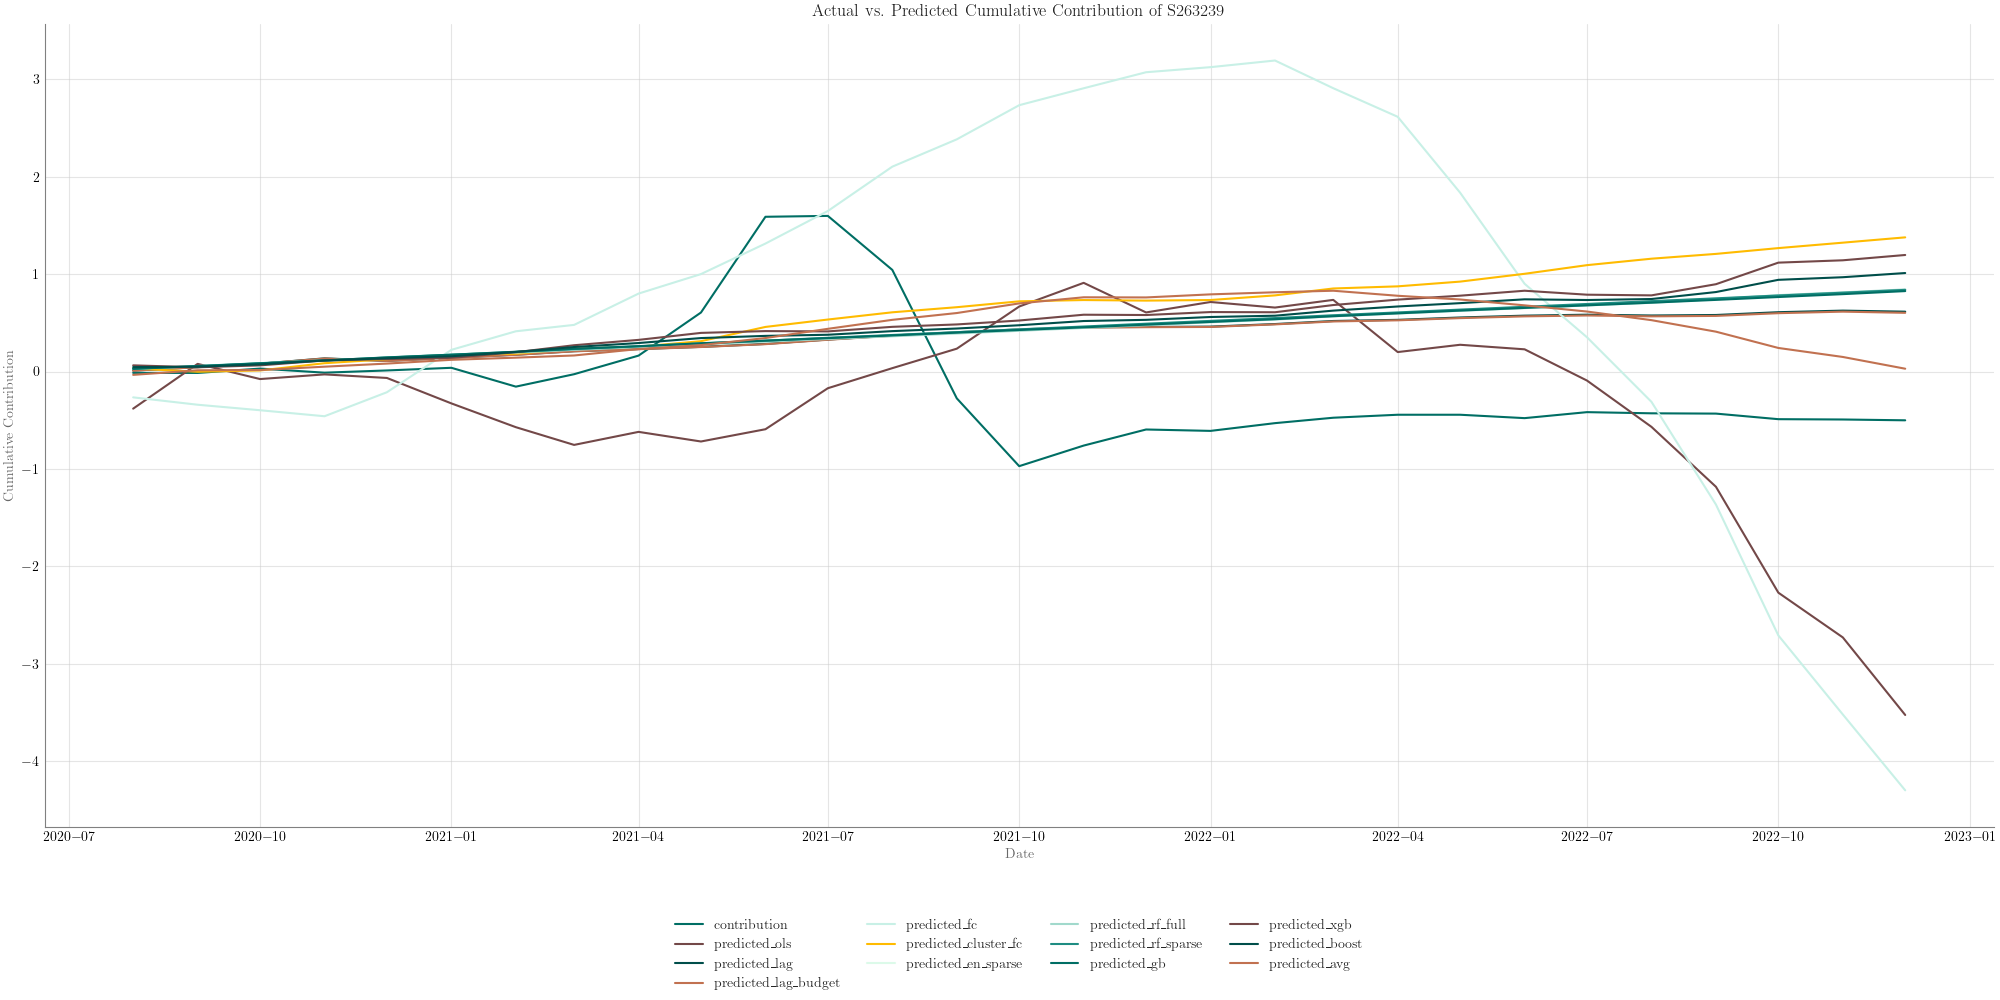 Actual vs. Predicted Cumulative Contribution of S263239
Cumulative Contribution
3
2
1
0
−1
−2
−3
−4
2020−07 2020−10 2021−01 2021−04 2021−07 2021−10 2022−01 2022−04 2022−07 2022−10 2023−01
Date
contribution predicted_fc predicted_rf_full predicted_xgb
predicted_ols predicted_cluster_fc predicted_rf_sparse predicted_boost
predicted_lag predicted_en_sparse predicted_gb predicted_avg
predicted_lag_budget